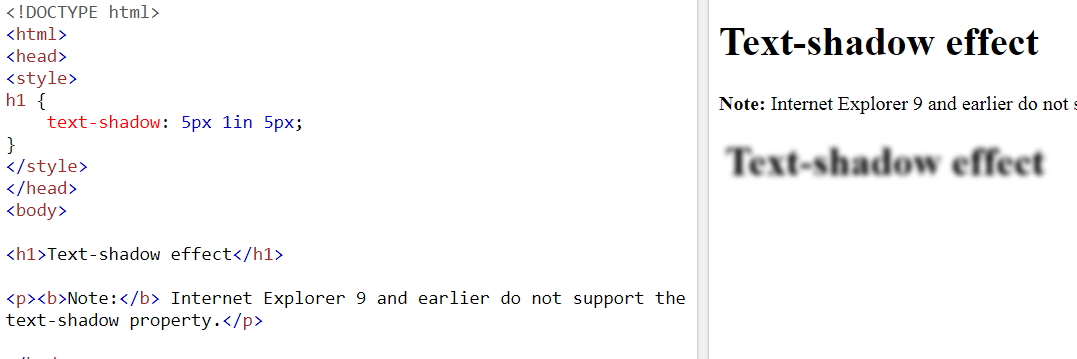 <!DOCTYPE html>
<html>
<head>
<style>
h1 {
    text-shadow: 5px 1in 5px;
}
</style>
</head>
<body>
<h1>Text-shadow effect</h1>
<p><b>Note:</b> Internet Explorer 9 and earlier do not support the
text-shadow property.</p>
Text-shadow effect
Note: Internet Explorer 9 and earlier do not
Text-shadow effect